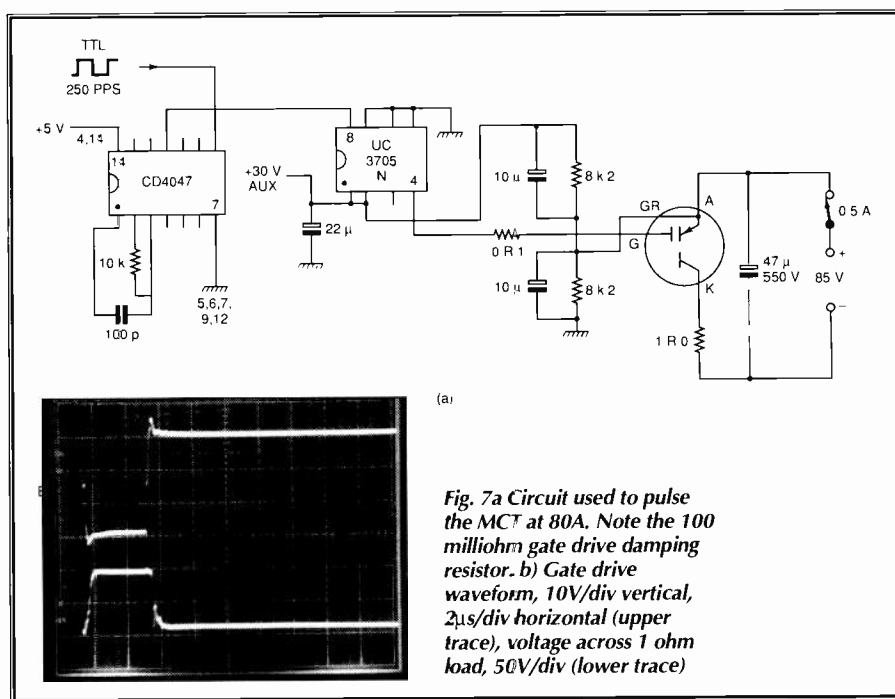 TTL
250 PPS
+5 V
4,14
14
1
CD4047
7
10 k
100 p
5,6,7,
9,12
8
UC
3705
N
4
+30 V
AUX
22 µ
10 µ
8 k 2
0 R 1
10 µ
8 k 2
GR
A
G
K
47 µ
550 V
0 5 A
+
85 V
–
1 R 0
(a)
Fig. 7a Circuit used to pulse
the MCT at 80A. Note the 100
milliohm gate drive damping
resistor. b) Gate drive
waveform, 10V/div vertical,
2µs/div horizontal (upper
trace), voltage across 1 ohm
load, 50V/div (lower trace)